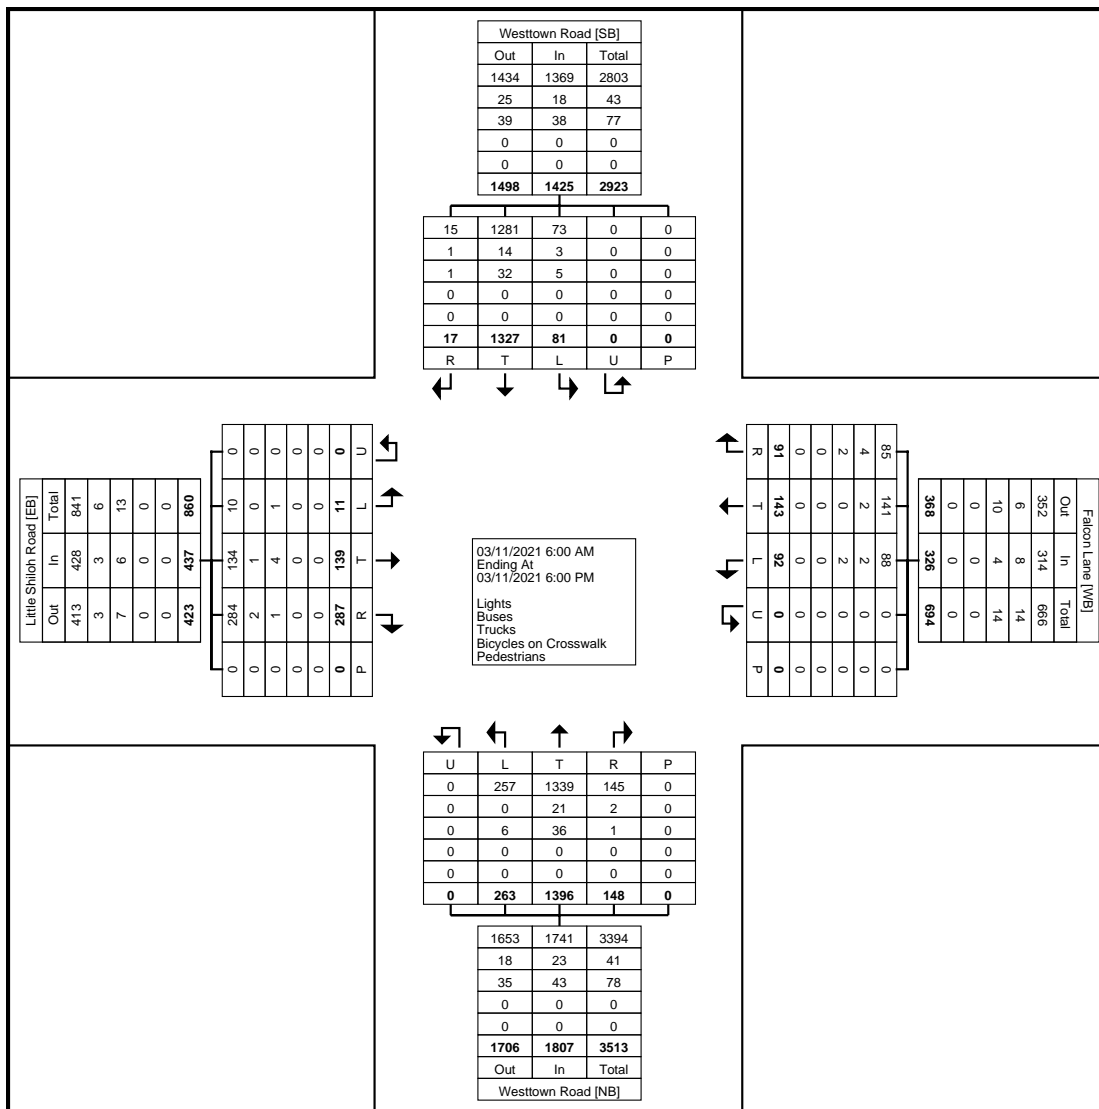 Westtown Road [SB]
Out In Total
1434 1369 2803
25 18 43
39 38 77
0 0 0
0 0 0
1498 1425 2923
15 1281 73 0 0
1 14 3 0 0
1 32 5 0 0
0 0 0 0 0
0 0 0 0 0
17 1327 81 0 0
R T L U P
Little Shiloh Road [EB]
Total 841 6 13 0 0 860
In 428 3 6 0 0 437
Out 413 3 7 0 0 423
0 0 0 0 0 0 U
10 0 1 0 0 11 L
134 1 4 0 0 139 T
284 2 1 0 0 287 R
0 0 0 0 0 0 P
03/11/2021 6:00 AM
Ending At
03/11/2021 6:00 PM
Lights
Buses
Trucks
Bicycles on Crosswalk
Pedestrians
R 91 0 0 2 4 85
T 143 0 0 0 2 141
L 92 0 0 2 2 88
U 0 0 0 0 0 0
P 0 0 0 0 0 0
368 0 0 10 6 352 Out
326 0 0 4 8 314 In
694 0 0 14 14 666 Total
Falcon Lane [WB]
U L T R P
0 257 1339 145 0
0 0 21 2 0
0 6 36 1 0
0 0 0 0 0
0 0 0 0 0
0 263 1396 148 0
1653 1741 3394
18 23 41
35 43 78
0 0 0
0 0 0
1706 1807 3513
Out In Total
Westtown Road [NB]